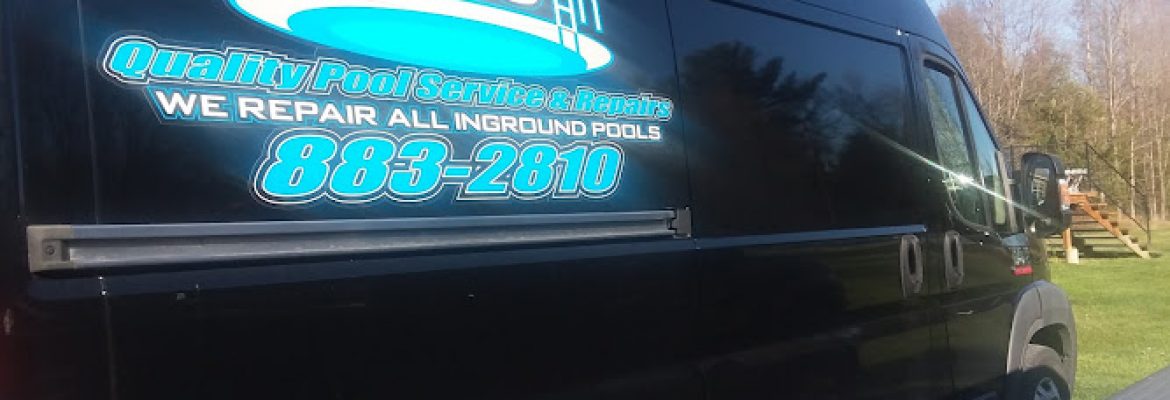 Quality Pool Service & Repairs
WE REPAIR ALL INGROUND POOLS
883-2810